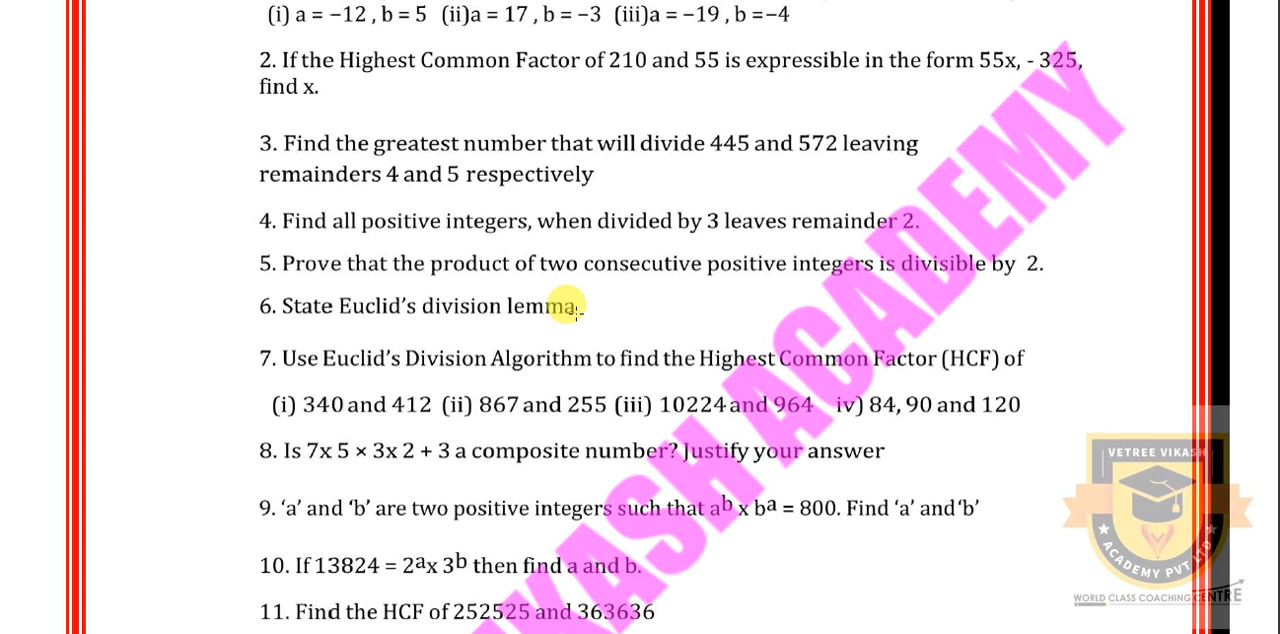 (i) a = −12 , b = 5 (ii)a = 17 , b = −3 (iii)a = −19 , b =−4
2. If the Highest Common Factor of 210 and 55 is expressible in the form 55x, - 325,
find x.
3. Find the greatest number that will divide 445 and 572 leaving
remainders 4 and 5 respectively
4. Find all positive integers, when divided by 3 leaves remainder 2.
5. Prove that the product of two consecutive positive integers is divisible by 2.
6. State Euclid’s division lemma.
7. Use Euclid’s Division Algorithm to find the Highest Common Factor (HCF) of
(i) 340 and 412 (ii) 867 and 255 (iii) 10224 and 964 iv) 84, 90 and 120
8. Is 7x 5 × 3x 2 + 3 a composite number? Justify your answer
9. ‘a’ and ‘b’ are two positive integers such that aᵇ x bᵃ = 800. Find ‘a’ and‘b’
10. If 13824 = 2ᵃx 3ᵇ then find a and b.
11. Find the HCF of 252525 and 363636
KASH ACADEMY
VETREE VIKASH
ACADEMY PVT LTD
WORLD CLASS COACHING CENTRE